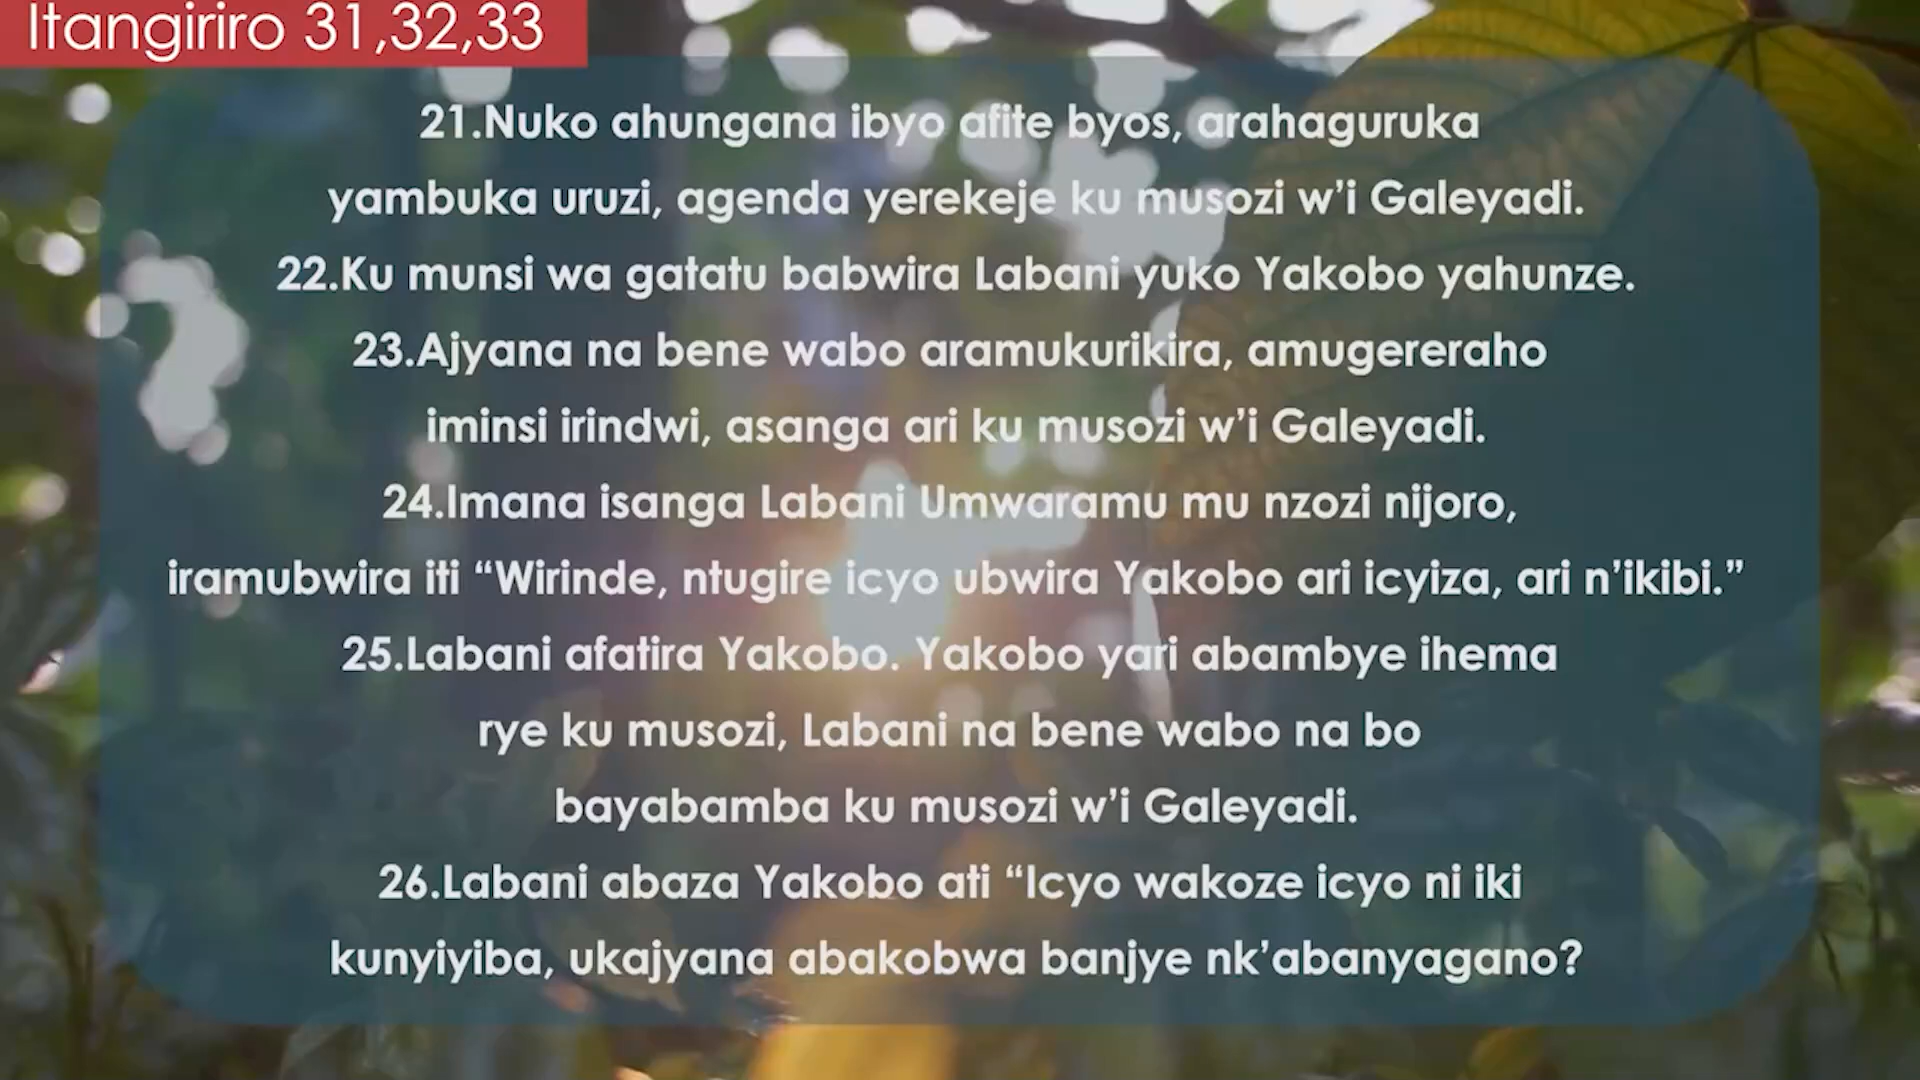 Itangiriro 31,32,33
21.Nuko ahungana ibyo afite byos, arahaguruka
yambuka uruzi, agenda yerekeje ku musozi w’i Galeyadi.
22.Ku munsi wa gatatu babwira Labani yuko Yakobo yahunze.
23.Ajyana na bene wabo aramukurikira, amugereraho
iminsi irindwi, asanga ari ku musozi w’i Galeyadi.
24.Imana isanga Labani Umwaramu mu nzozi nijoro,
iramubwira iti “Wirinde, ntugire icyo ubwira Yakobo ari icyiza, ari n’ikibi.”
25.Labani afatira Yakobo. Yakobo yari abambye ihema
rye ku musozi, Labani na bene wabo na bo
bayabamba ku musozi w’i Galeyadi.
26.Labani abaza Yakobo ati “Icyo wakoze icyo ni iki
kunyiyiba, ukajyana abakobwa banjye nk’abanyagano?